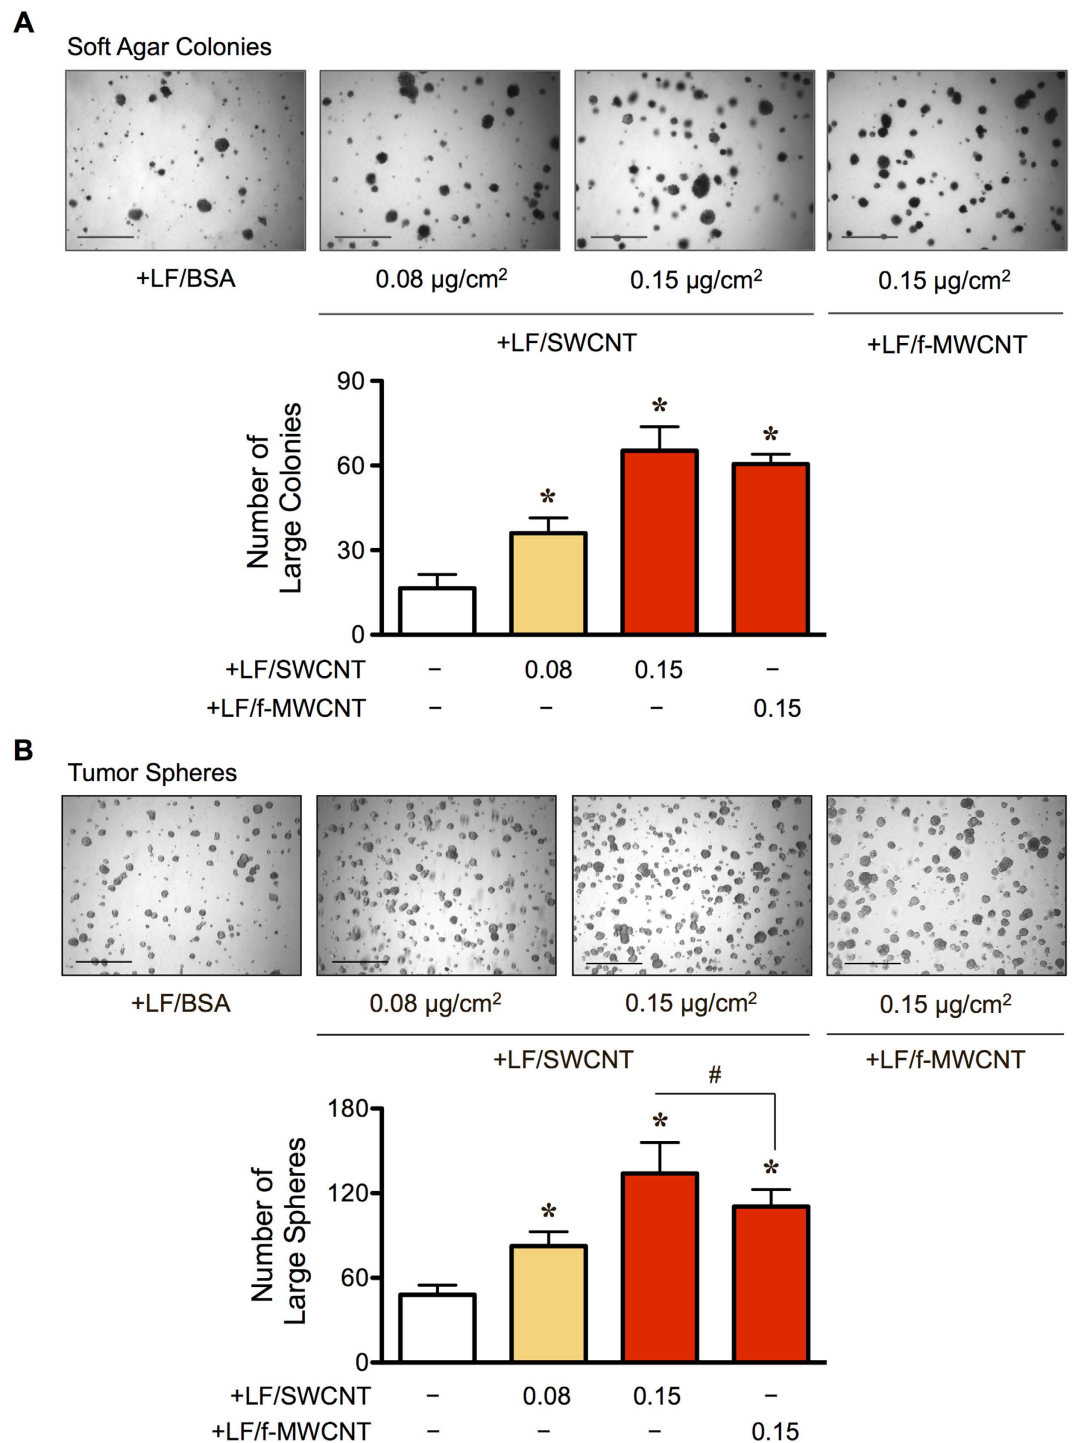 A
Soft Agar Colonies
+LF/BSA
0.08 µg/cm²
0.15 µg/cm²
0.15 µg/cm²
+LF/SWCNT
+LF/f-MWCNT
Number of
Large Colonies
90
60
30
0
*
*
*
+LF/SWCNT – 0.08 0.15 –
+LF/f-MWCNT – – – 0.15
B
Tumor Spheres
+LF/BSA
0.08 µg/cm²
0.15 µg/cm²
0.15 µg/cm²
+LF/SWCNT
+LF/f-MWCNT
Number of
Large Spheres
180
120
60
0
#
*
*
*
+LF/SWCNT – 0.08 0.15 –
+LF/f-MWCNT – – – 0.15